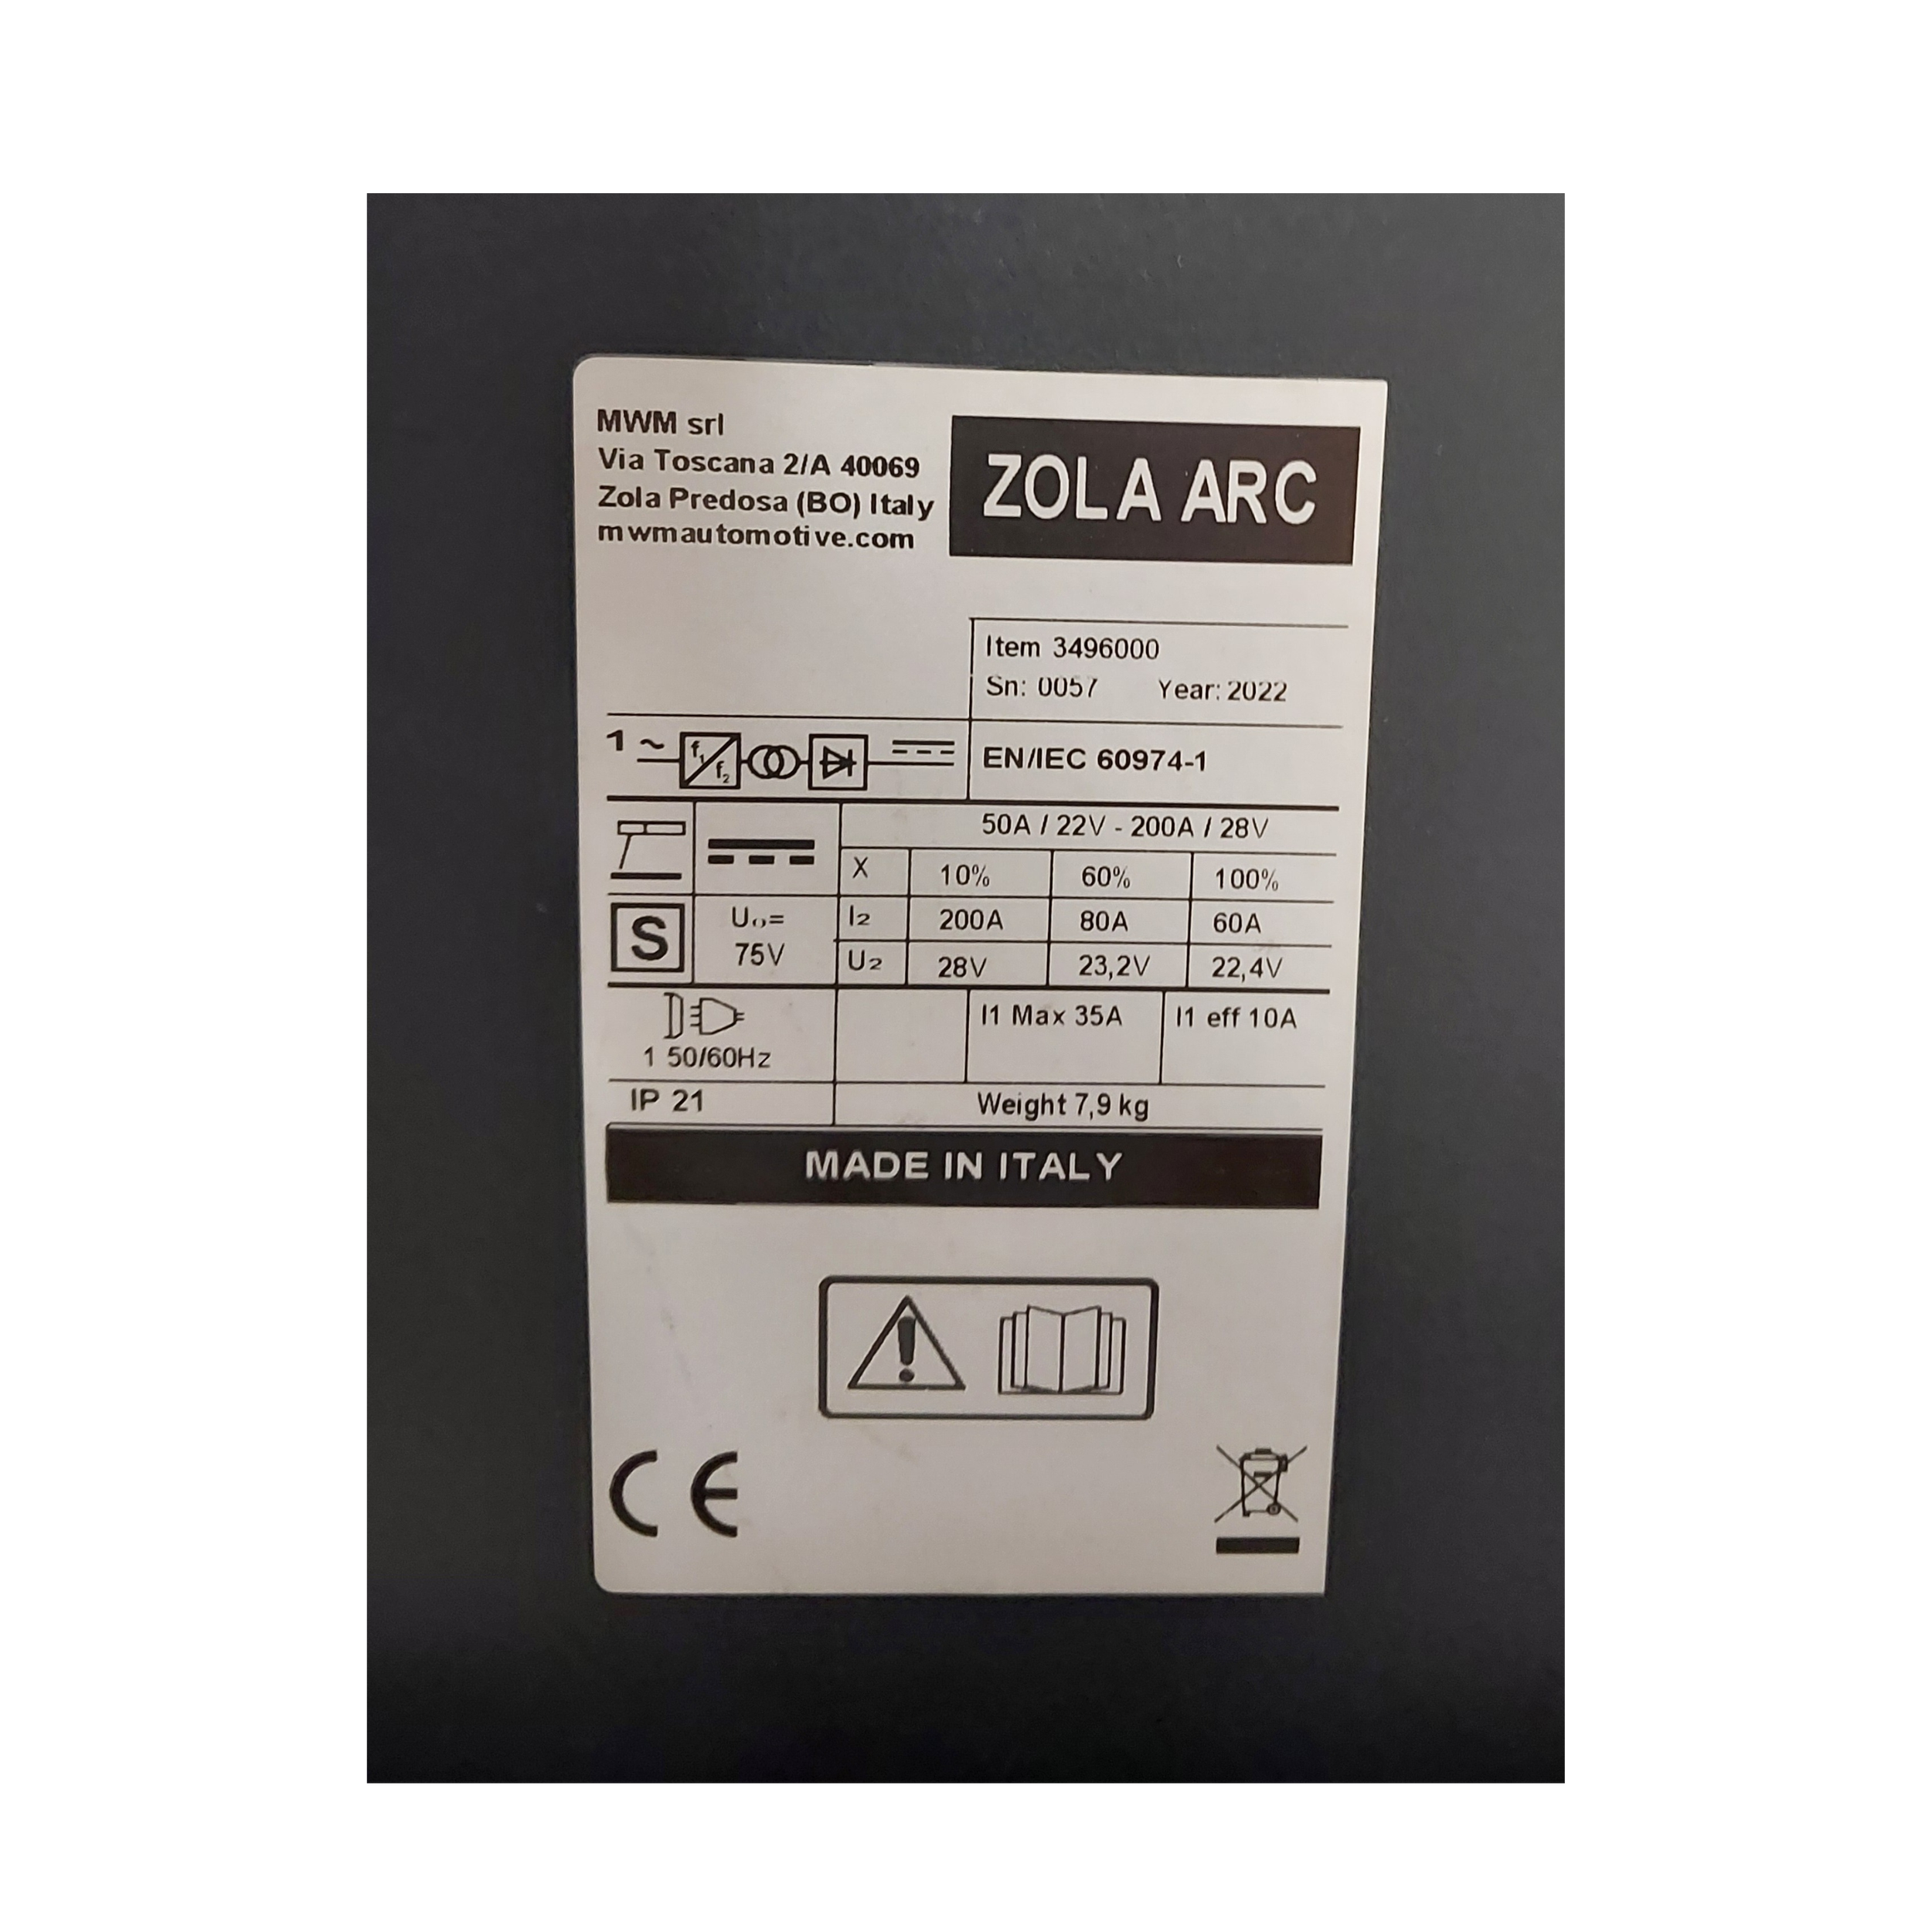 MWM srl
Via Toscana 2/A 40069
Zola Predosa (BO) Italy
mwmautomotive.com
ZOLA ARC
Item 3496000
Sn: 0057 Year: 2022
1 ~ f1 f2
EN/IEC 60974-1
50A / 22V - 200A / 28V
X 10% 60% 100%
S U0= I2 200A 80A 60A
75V U2 28V 23,2V 22,4V
I1 Max 35A I1 eff 10A
1 50/60Hz
IP 21 Weight 7,9 kg
MADE IN ITALY
CE